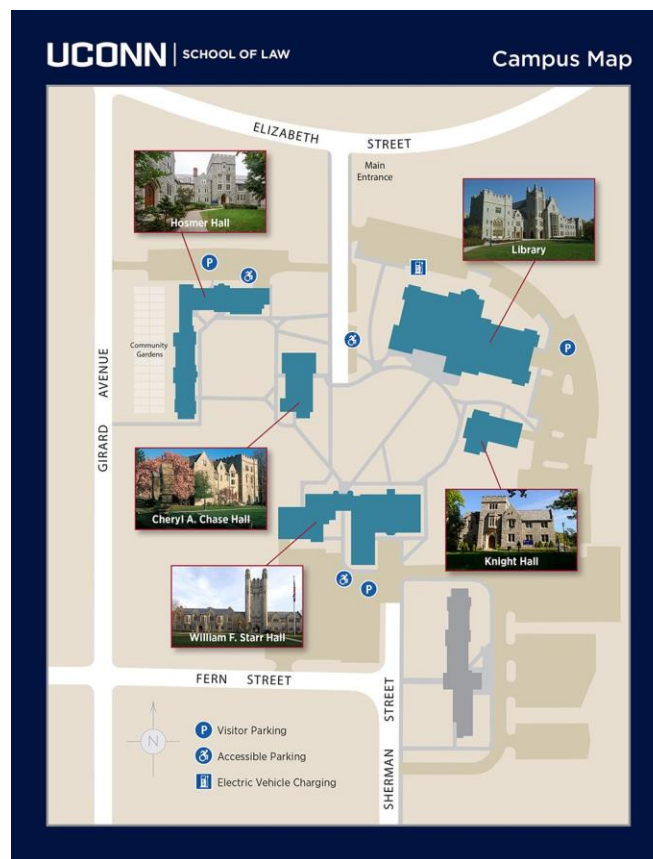 UCONN | SCHOOL OF LAW
Campus Map
ELIZABETH STREET
Main
Entrance
Hosmer Hall
Library
P
P
Community
Gardens
GIRARD AVENUE
Cheryl A. Chase Hall
Knight Hall
William F. Starr Hall
P
FERN STREET
SHERMAN STREET
N
P Visitor Parking
Accessible Parking
Electric Vehicle Charging